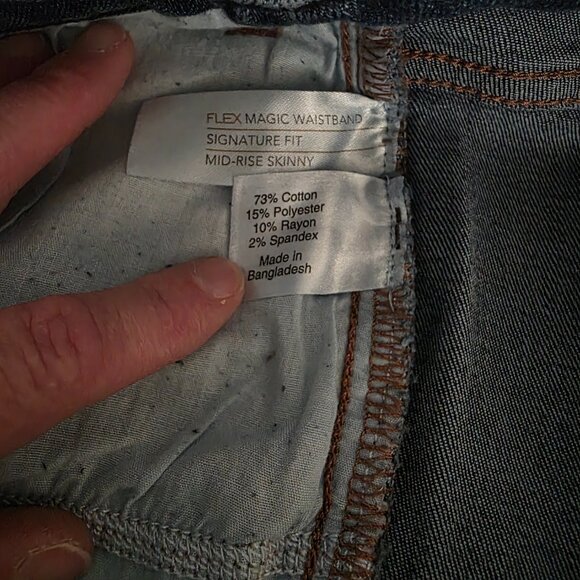 FLEX MAGIC WAISTBAND
SIGNATURE FIT
MID-RISE SKINNY
73% Cotton
15% Polyester
10% Rayon
2% Spandex
Made in
Bangladesh